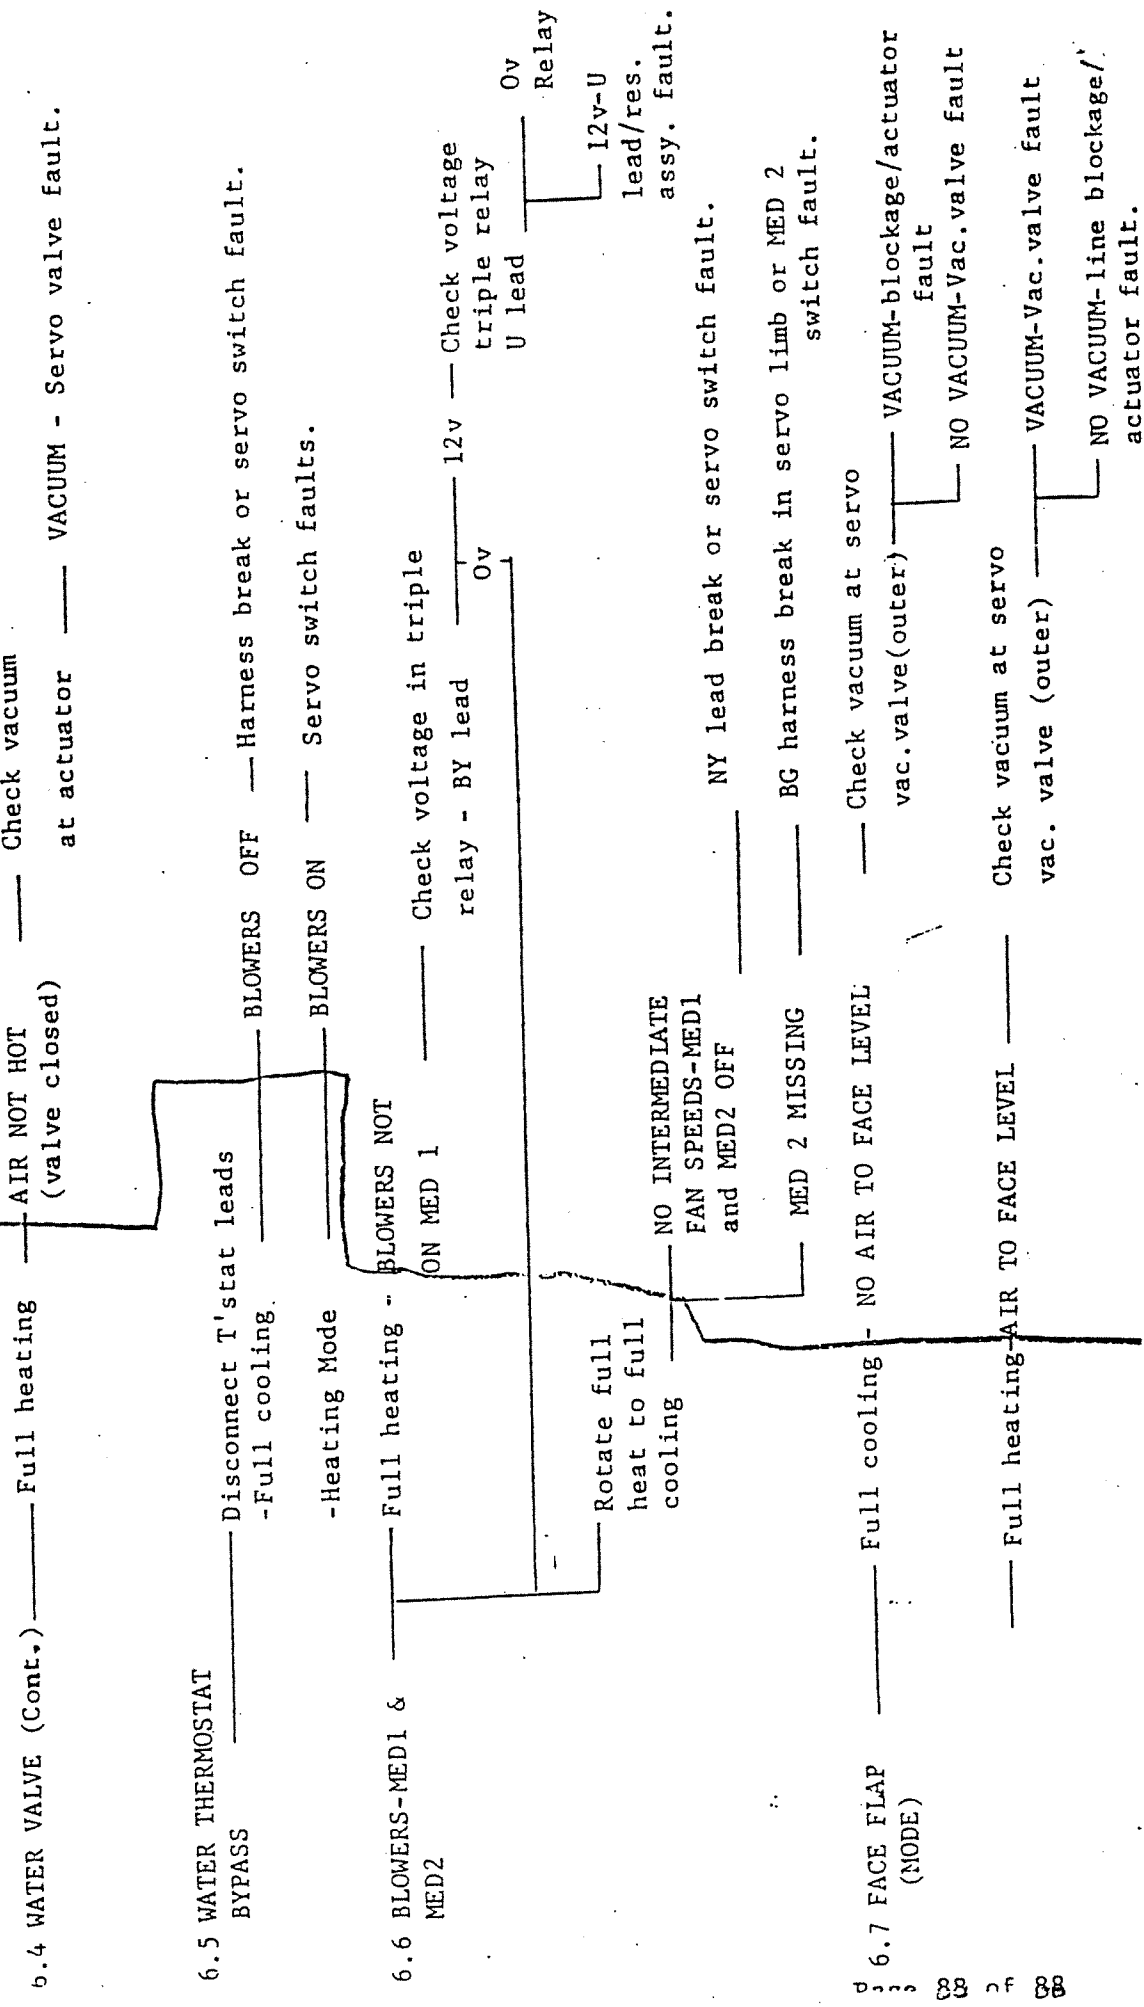 6.4 WATER VALVE (Cont.)
Full heating
AIR NOT HOT
(valve closed)
Check vacuum
at actuator
VACUUM - Servo valve fault.
6.5 WATER THERMOSTAT
BYPASS
Disconnect T'stat leads
-Full cooling
BLOWERS OFF
Harness break or servo switch fault.
-Heating Mode
BLOWERS ON
Servo switch faults.
6.6 BLOWERS-MED1 &
MED2
Full heating -
BLOWERS NOT
ON MED 1
Check voltage in triple
relay - BY lead
12v
0v
Check voltage
triple relay
U lead
0v
Relay
12v-U
lead/res.
assy. fault.
Rotate full
heat to full
cooling
NO INTERMEDIATE
FAN SPEEDS-MED1
and MED2 OFF
NY lead break or servo switch fault.
MED 2 MISSING
BG harness break in servo limb or MED 2
switch fault.
6.7 FACE FLAP
(MODE)
Full cooling - NO AIR TO FACE LEVEL
Check vacuum at servo
vac.valve(outer)
VACUUM-blockage/actuator
fault
NO VACUUM-Vac.valve fault
Full heating-AIR TO FACE LEVEL
Check vacuum at servo
vac. valve (outer)
VACUUM-Vac.valve fault
NO VACUUM-line blockage/
actuator fault.
88 of 88